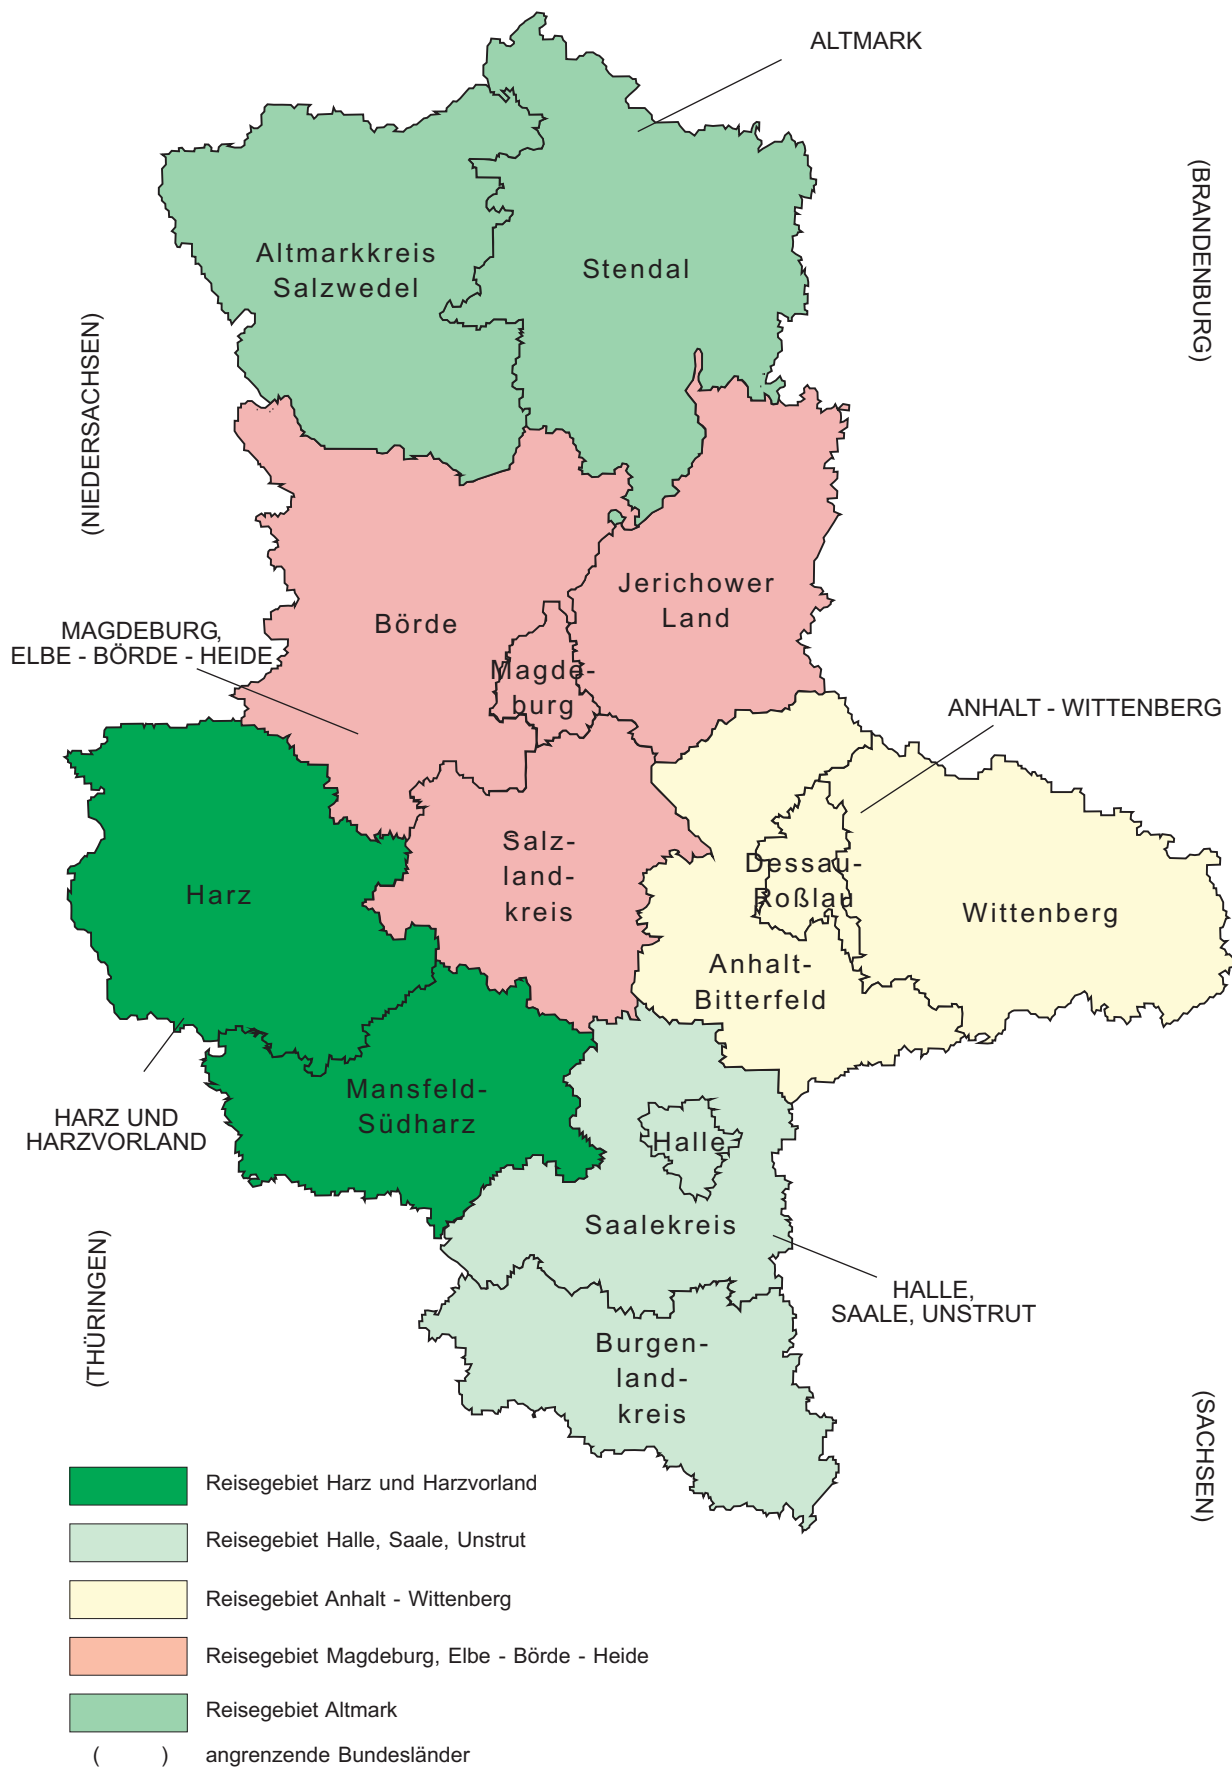 ALTMARK
(BRANDENBURG)
Altmarkkreis
Salzwedel
Stendal
(NIEDERSACHSEN)
Jerichower
Land
Börde
MAGDEBURG,
ELBE - BÖRDE - HEIDE
Magde-
burg
ANHALT - WITTENBERG
Salz-
land-
kreis
Dessau-
Roßlau
Harz
Wittenberg
Anhalt-
Bitterfeld
Mansfeld-
Südharz
HARZ UND
HARZVORLAND
Halle
Saalekreis
(THÜRINGEN)
HALLE,
SAALE, UNSTRUT
Burgen-
land-
kreis
(SACHSEN)
Reisegebiet Harz und Harzvorland
Reisegebiet Halle, Saale, Unstrut
Reisegebiet Anhalt - Wittenberg
Reisegebiet Magdeburg, Elbe - Börde - Heide
Reisegebiet Altmark
( ) angrenzende Bundesländer